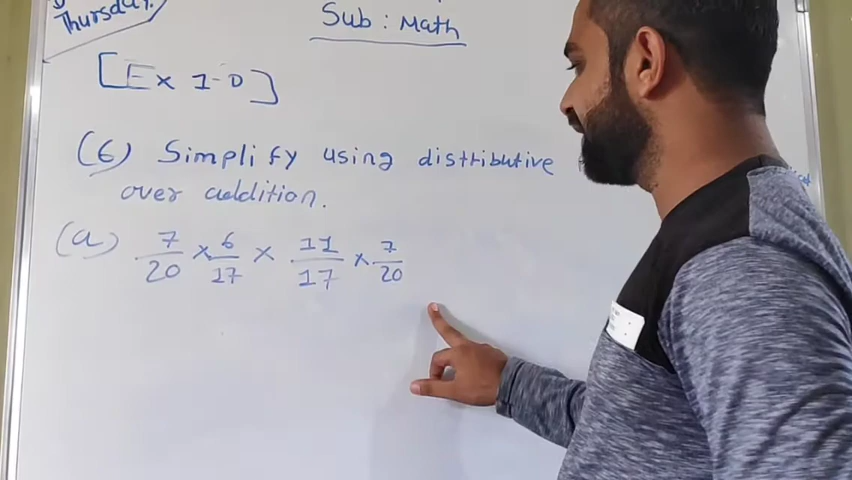 Thursday.
Sub : Math
[Ex 1-D]
(6) Simplify using distributive
over addition.
(a) 7/20 × 6/17 × 11/17 × 7/20